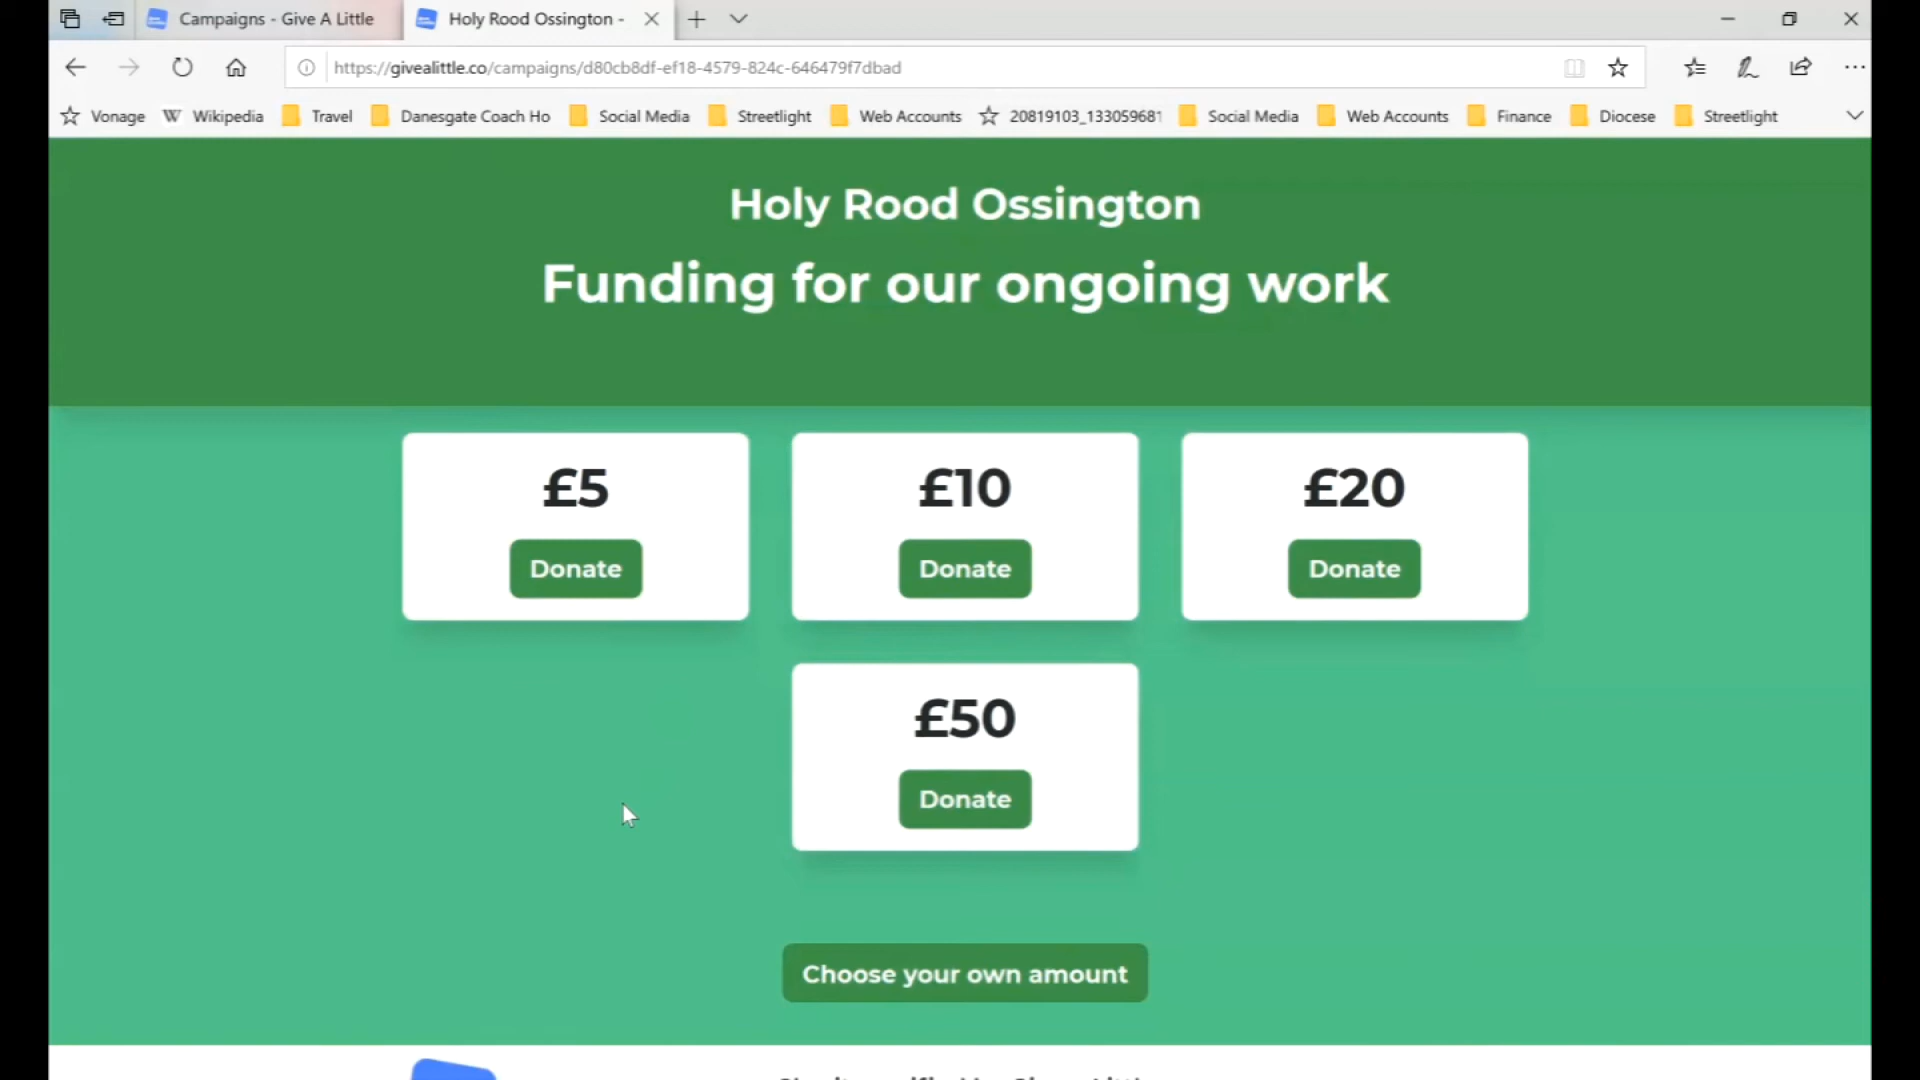 Campaigns - Give A Little
Holy Rood Ossington -
https://givealittle.co/campaigns/d80cb8df-ef18-4579-824c-646479f7dbad
Vonage Wikipedia Travel Danesgate Coach Ho Social Media Streetlight Web Accounts 20819103_133059681 Social Media Web Accounts Finance Diocese Streetlight
Holy Rood Ossington
Funding for our ongoing work
£5 £10 £20
Donate Donate Donate
£50
Donate
Choose your own amount